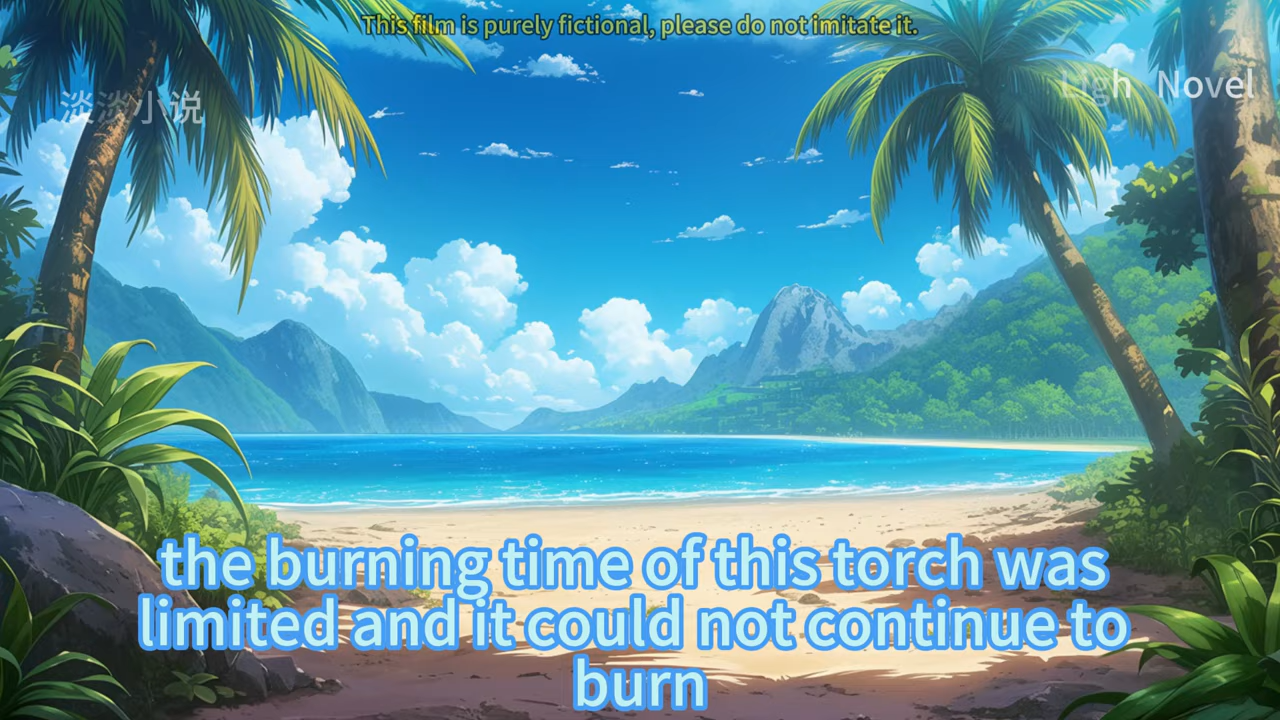 This film is purely fictional, please do not imitate it.
淡淡小说
Ligh Novel
the burning time of this torch was
limited and it could not continue to
burn